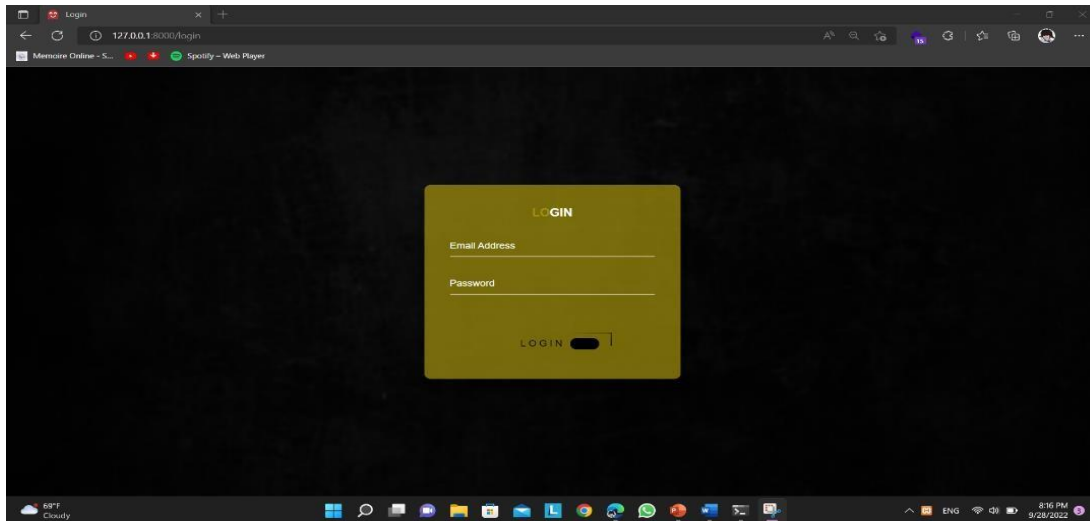 Login
127.0.0.1:8000/login
15
Memoire Online - S...
Spotify – Web Player
LOGIN
Email Address
Password
LOGIN
69°F
Cloudy
ENG
8:16 PM
9/28/2022